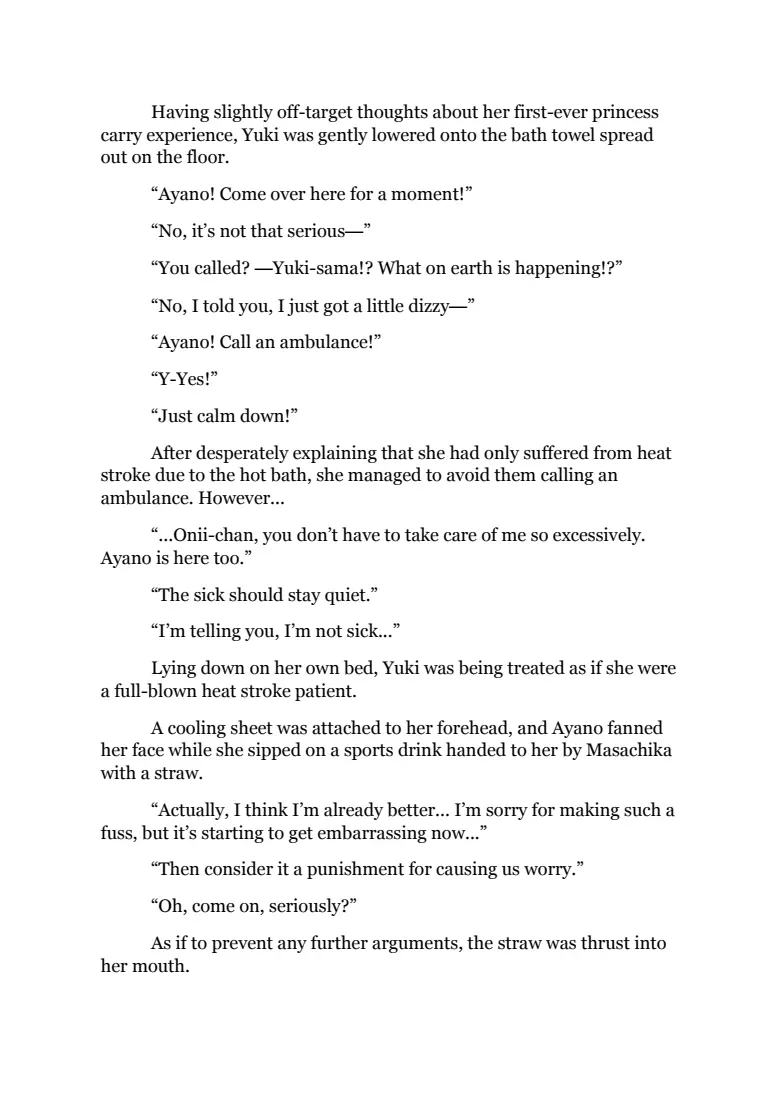 Having slightly off-target thoughts about her first-ever princess
carry experience, Yuki was gently lowered onto the bath towel spread
out on the floor.
“Ayano! Come over here for a moment!”
“No, it’s not that serious—”
“You called? —Yuki-sama!? What on earth is happening!?”
“No, I told you, I just got a little dizzy—”
“Ayano! Call an ambulance!”
“Y-Yes!”
“Just calm down!”
After desperately explaining that she had only suffered from heat
stroke due to the hot bath, she managed to avoid them calling an
ambulance. However…
“…Onii-chan, you don’t have to take care of me so excessively.
Ayano is here too.”
“The sick should stay quiet.”
“I’m telling you, I’m not sick…”
Lying down on her own bed, Yuki was being treated as if she were
a full-blown heat stroke patient.
A cooling sheet was attached to her forehead, and Ayano fanned
her face while she sipped on a sports drink handed to her by Masachika
with a straw.
“Actually, I think I’m already better… I’m sorry for making such a
fuss, but it’s starting to get embarrassing now…”
“Then consider it a punishment for causing us worry.”
“Oh, come on, seriously?”
As if to prevent any further arguments, the straw was thrust into
her mouth.